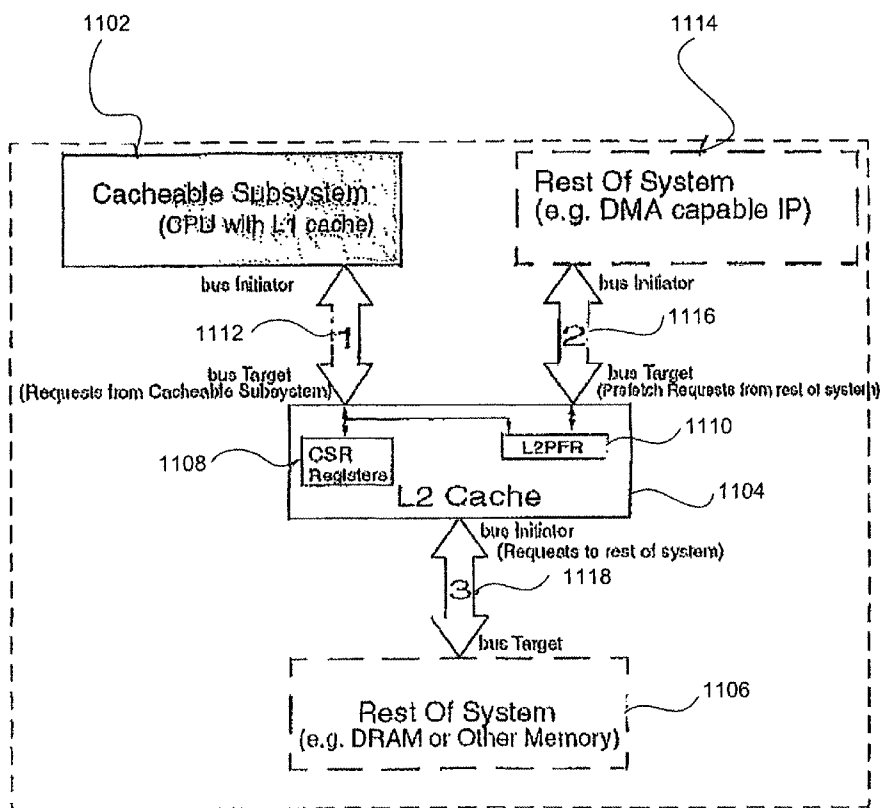 1102
1114
Cacheable Subsystem
(CPU with L1 cache)
Rest Of System
(e.g. DMA capable IP)
bus Initiator
bus Initiator
1112
1
2
1116
bus Target
(Requests from Cacheable Subsystem)
bus Target
(Prefetch Requests from rest of system)
1108
CSR
Registers
L2PFR
1110
L2 Cache
1104
bus Initiator
(Requests to rest of system)
3
1118
bus Target
Rest Of System
(e.g. DRAM or Other Memory)
1106